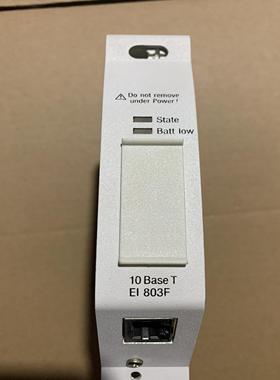 ⚠ Do not remove
under Power!
State
Batt low
10 Base T
EI 803F